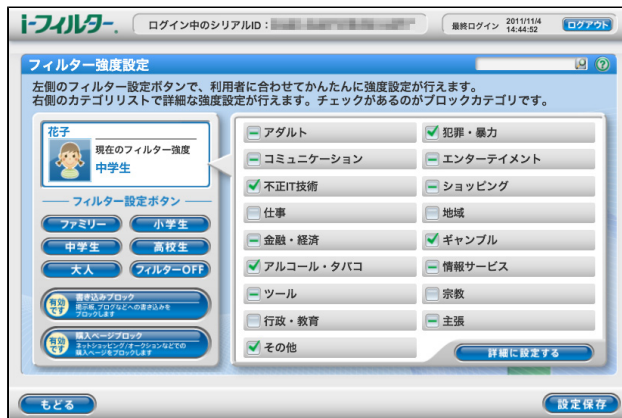 i-フィルター.
ログイン中のシリアルID：
最終ログイン 2011/11/4 14:44:52
ログアウト
フィルター強度設定
左側のフィルター設定ボタンで、利用者に合わせてかんたんに強度設定が行えます。
右側のカテゴリリストで詳細な強度設定が行えます。チェックがあるのがブロックカテゴリです。
花子
現在のフィルター強度
中学生
フィルター設定ボタン
ファミリー 小学生
中学生 高校生
大人 フィルターOFF
有効です 書き込みブロック
掲示板、ブログなどへの書き込みを
ブロックします
有効です 購入ページブロック
ネットショッピング/オークションなどでの
購入ページをブロックします
アダルト 犯罪・暴力
コミュニケーション エンターテイメント
不正IT技術 ショッピング
仕事 地域
金融・経済 ギャンブル
アルコール・タバコ 情報サービス
ツール 宗教
行政・教育 主張
その他 詳細に設定する
もどる 設定保存